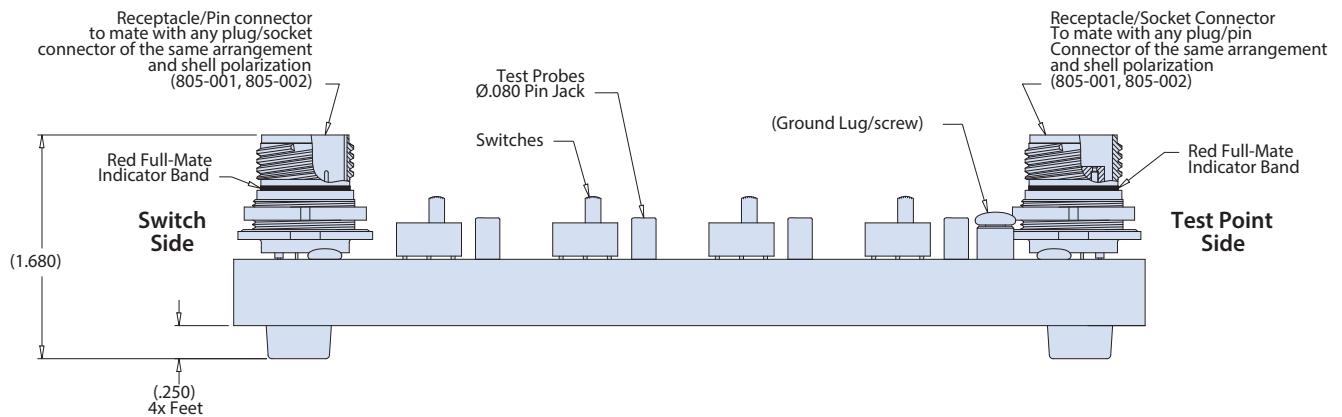 Receptacle/Pin connector
to mate with any plug/socket
connector of the same arrangement
and shell polarization
(805-001, 805-002)
Receptacle/Socket Connector
To mate with any plug/pin
Connector of the same arrangement
and shell polarization
(805-001, 805-002)
Test Probes
Ø.080 Pin Jack
(Ground Lug/screw)
Switches
Red Full-Mate
Indicator Band
Red Full-Mate
Indicator Band
Switch
Side
Test Point
Side
(1.680)
(.250)
4x Feet